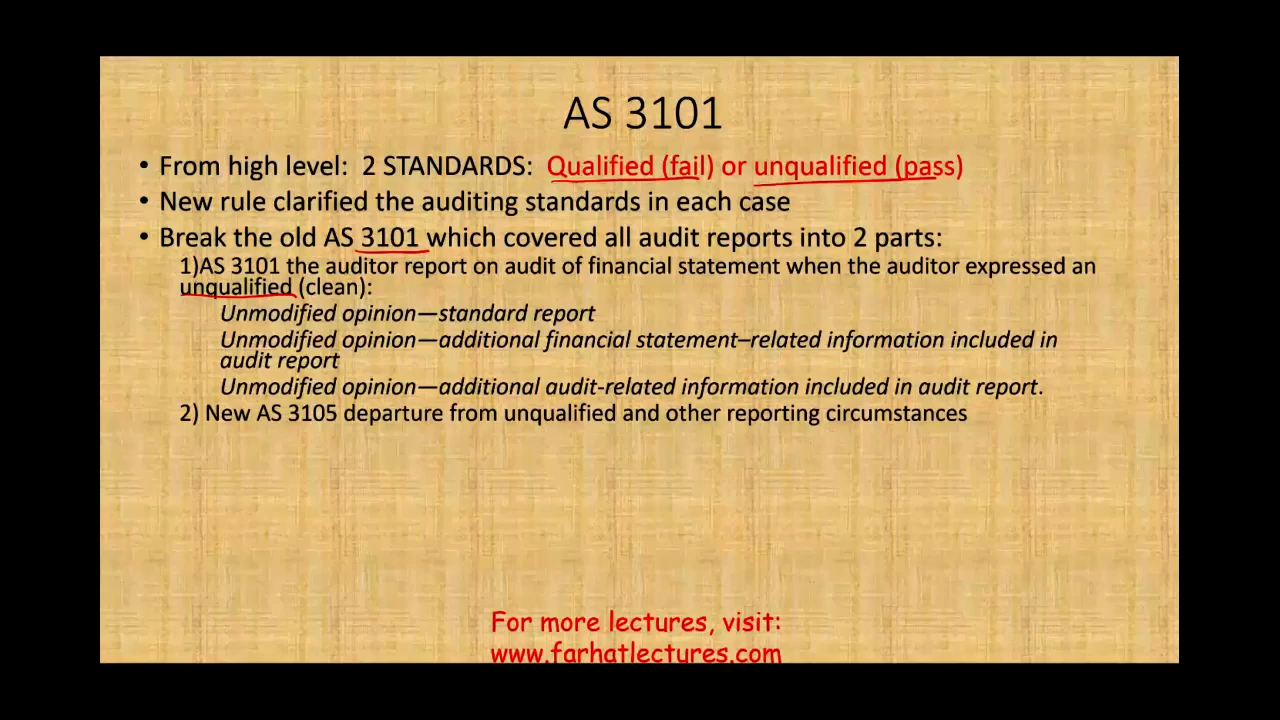 AS 3101
• From high level: 2 STANDARDS: Qualified (fail) or unqualified (pass)
• New rule clarified the auditing standards in each case
• Break the old AS 3101 which covered all audit reports into 2 parts:
1)AS 3101 the auditor report on audit of financial statement when the auditor expressed an
unqualified (clean):
Unmodified opinion—standard report
Unmodified opinion—additional financial statement–related information included in
audit report
Unmodified opinion—additional audit-related information included in audit report.
2) New AS 3105 departure from unqualified and other reporting circumstances
For more lectures, visit:
www.farhatlectures.com